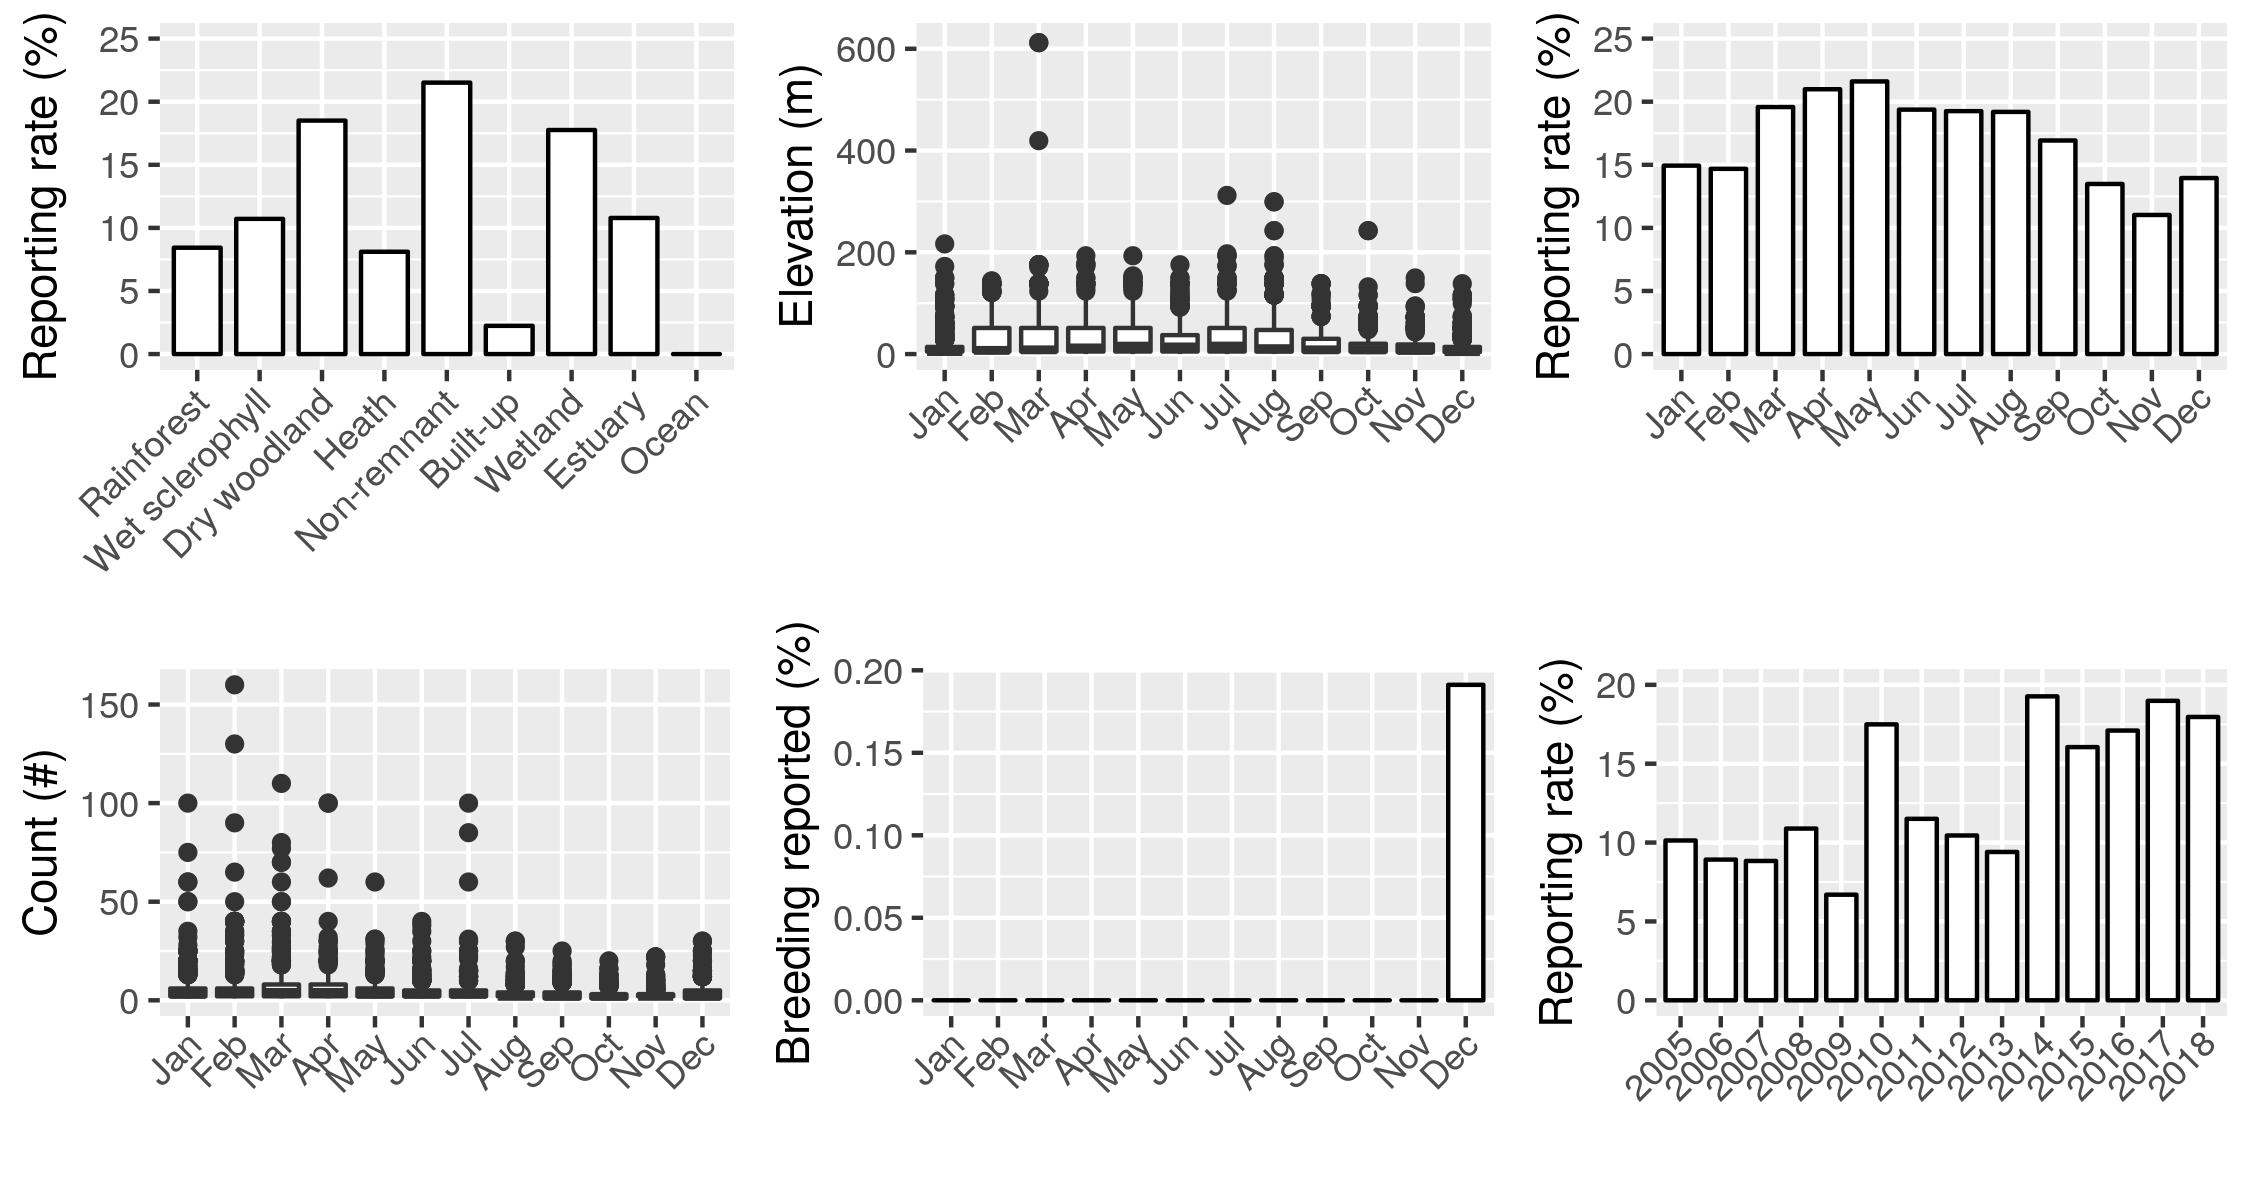 Reporting rate (%)
25
20
15
10
5
0
Rainforest
Wet sclerophyll
Dry woodland
Heath
Non-remnant
Built-up
Wetland
Estuary
Ocean
Elevation (m)
600
400
200
0
Jan
Feb
Mar
Apr
May
Jun
Jul
Aug
Sep
Oct
Nov
Dec
Reporting rate (%)
25
20
15
10
5
0
Jan
Feb
Mar
Apr
May
Jun
Jul
Aug
Sep
Oct
Nov
Dec
Count (#)
150
100
50
0
Jan
Feb
Mar
Apr
May
Jun
Jul
Aug
Sep
Oct
Nov
Dec
Breeding reported (%)
0.20
0.15
0.10
0.05
0.00
Jan
Feb
Mar
Apr
May
Jun
Jul
Aug
Sep
Oct
Nov
Dec
Reporting rate (%)
20
15
10
5
0
2005
2006
2007
2008
2009
2010
2011
2012
2013
2014
2015
2016
2017
2018